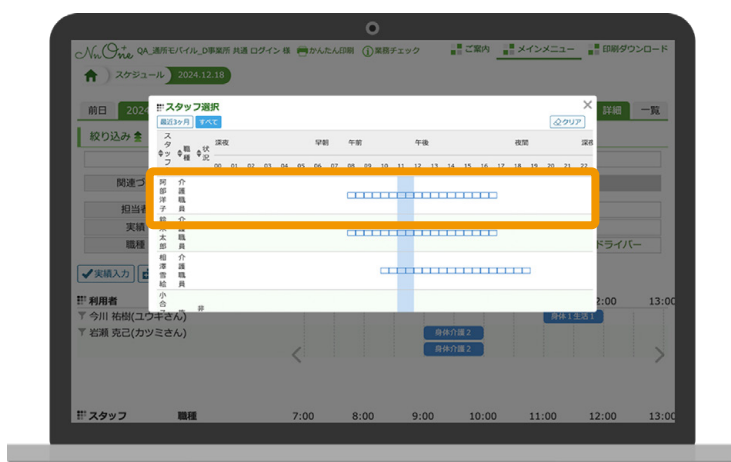 Nu One QA_通所モバイル_D事業所 共通 ログイン 様 かんたん印刷 業務チェック ご案内 メインメニュー 印刷ダウンロード
スケジュール 2024.12.18
前日 2024 詳細 一覧
スタッフ選択
最近3ヶ月 すべて クリア
絞り込み
スタッフ 職種 状況 深夜 早朝 午前 午後 夜間 深夜
00 01 02 03 04 05 06 07 08 09 10 11 12 13 14 15 16 17 18 19 20 21 22
阿部洋子 介護職員
関連づ
担当者
太郎 介護職員
実績
職種 ドライバー
相澤雪絵 介護職員
実績入力
小合 非
利用者 2:00 13:00
今川 祐樹(ユウキさん) 身体1生活1
岩瀬 克己(カツミさん) 身体介護2
身体介護2
スタッフ 職種 7:00 8:00 9:00 10:00 11:00 12:00 13:00